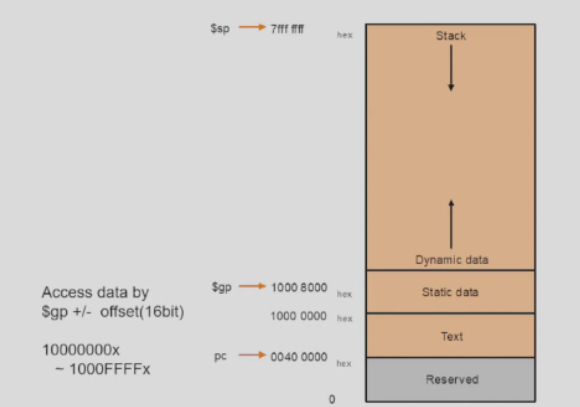 $sp 7fff ffff hex
Stack
Dynamic data
$gp 1000 8000 hex
Static data
1000 0000 hex
Text
pc 0040 0000 hex
Reserved
0
Access data by
$gp +/- offset(16bit)
10000000x
~ 1000FFFFx